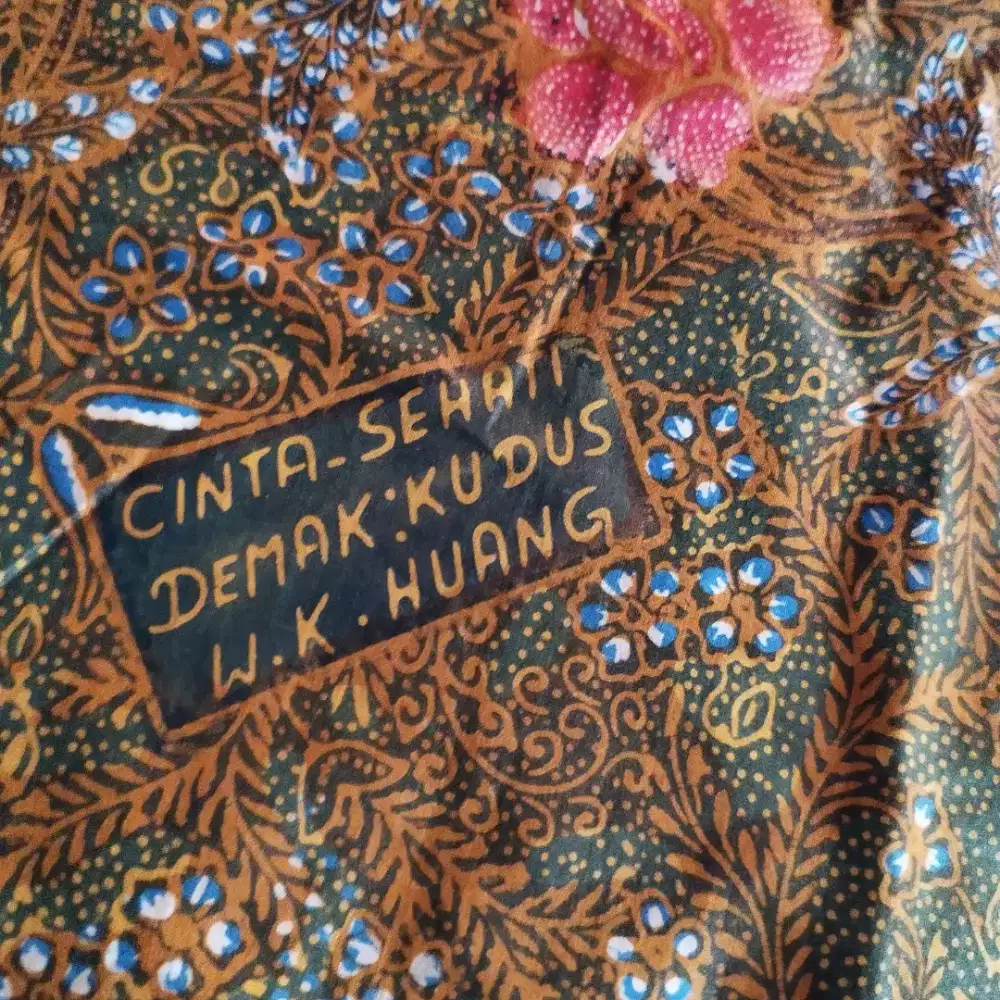 CINTA-SEHATI
DEMAK:KUDUS
W.K. HUANG